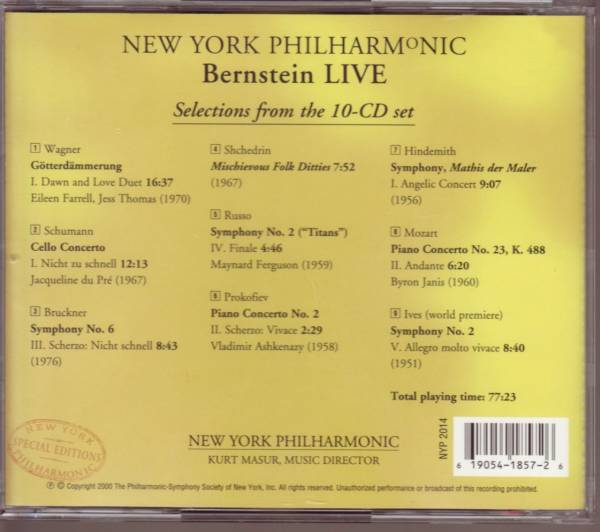 NEW YORK PHILHARMONIC
Bernstein LIVE
Selections from the 10-CD set
1 Wagner
Götterdämmerung
I. Dawn and Love Duet 16:37
Eileen Farrell, Jess Thomas (1970)
2 Schumann
Cello Concerto
I. Nicht zu schnell 12:13
Jacqueline du Pré (1967)
3 Bruckner
Symphony No. 6
III. Scherzo: Nicht schnell 8:43
(1976)
4 Shchedrin
Mischievous Folk Ditties 7:52
(1967)
5 Russo
Symphony No. 2 ("Titans")
IV. Finale 4:46
Maynard Ferguson (1959)
6 Prokofiev
Piano Concerto No. 2
II. Scherzo: Vivace 2:29
Vladimir Ashkenazy (1958)
7 Hindemith
Symphony, Mathis der Maler
I. Angelic Concert 9:07
(1956)
8 Mozart
Piano Concerto No. 23, K. 488
II. Andante 6:20
Byron Janis (1960)
9 Ives (world premiere)
Symphony No. 2
V. Allegro molto vivace 8:40
(1951)
Total playing time: 77:23
NEW YORK
SPECIAL EDITIONS
PHILHARMONIC
NEW YORK PHILHARMONIC
KURT MASUR, MUSIC DIRECTOR
NYP 2014
6 19054-1857-2 6
℗ © Copyright 2000 The Philharmonic-Symphony Society of New York, Inc. All rights reserved. Unauthorized performance or broadcast of this recording prohibited.